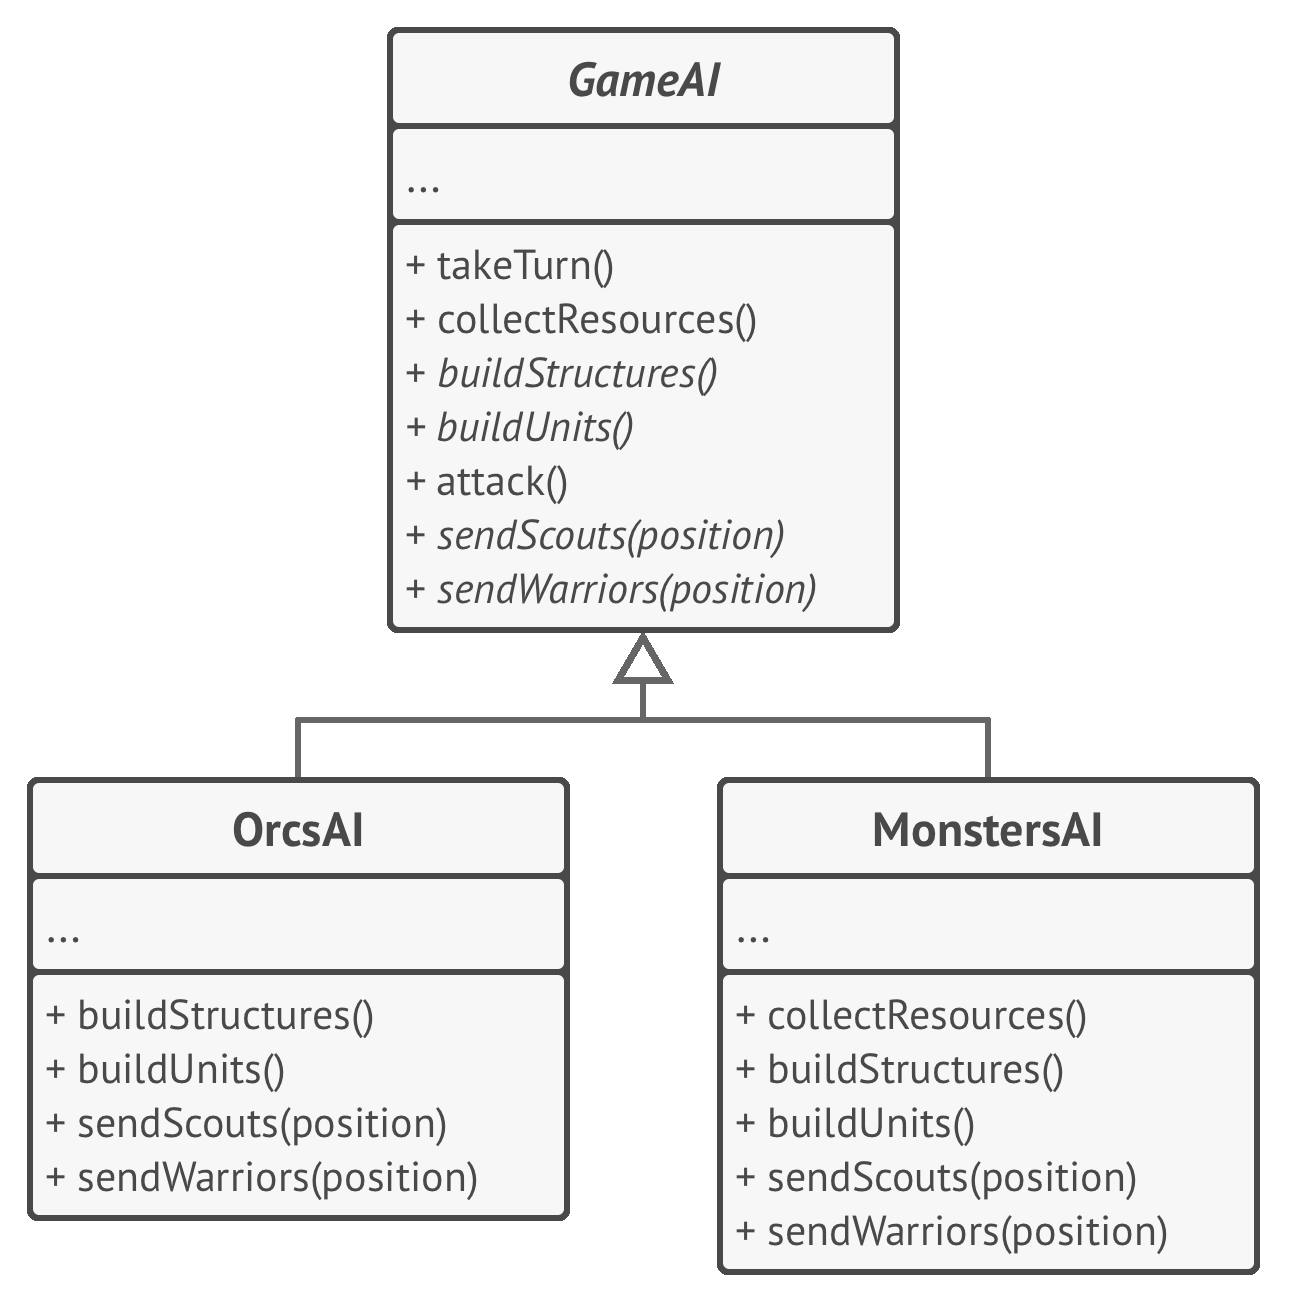 GameAI
...
+ takeTurn()
+ collectResources()
+ buildStructures()
+ buildUnits()
+ attack()
+ sendScouts(position)
+ sendWarriors(position)
OrcsAI
...
+ buildStructures()
+ buildUnits()
+ sendScouts(position)
+ sendWarriors(position)
MonstersAI
...
+ collectResources()
+ buildStructures()
+ buildUnits()
+ sendScouts(position)
+ sendWarriors(position)